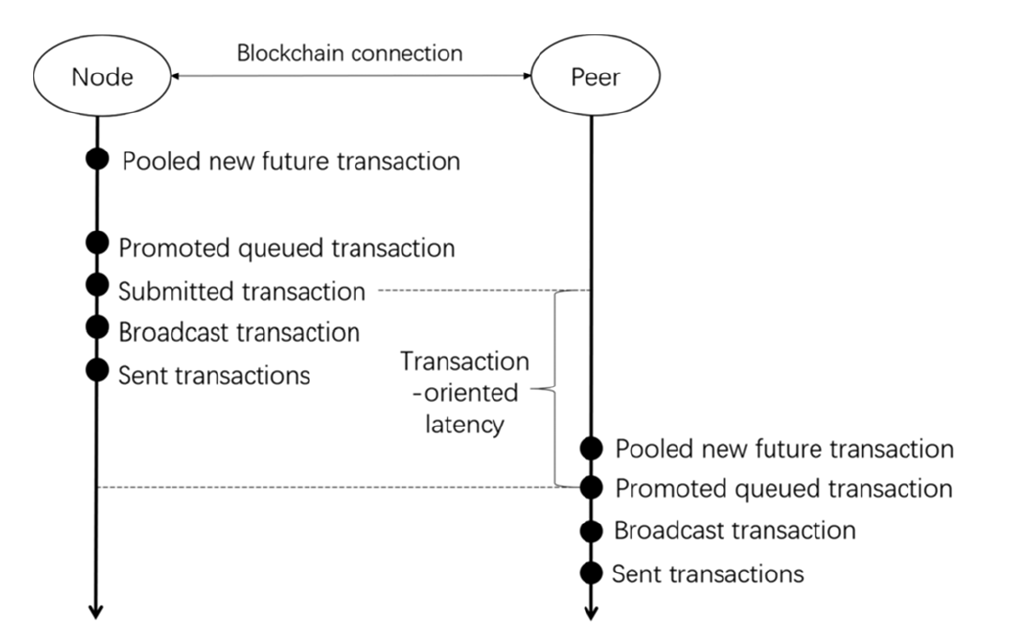 Blockchain connection
Node
Peer
Pooled new future transaction
Promoted queued transaction
Submitted transaction
Broadcast transaction
Sent transactions
Transaction
-oriented
latency
Pooled new future transaction
Promoted queued transaction
Broadcast transaction
Sent transactions